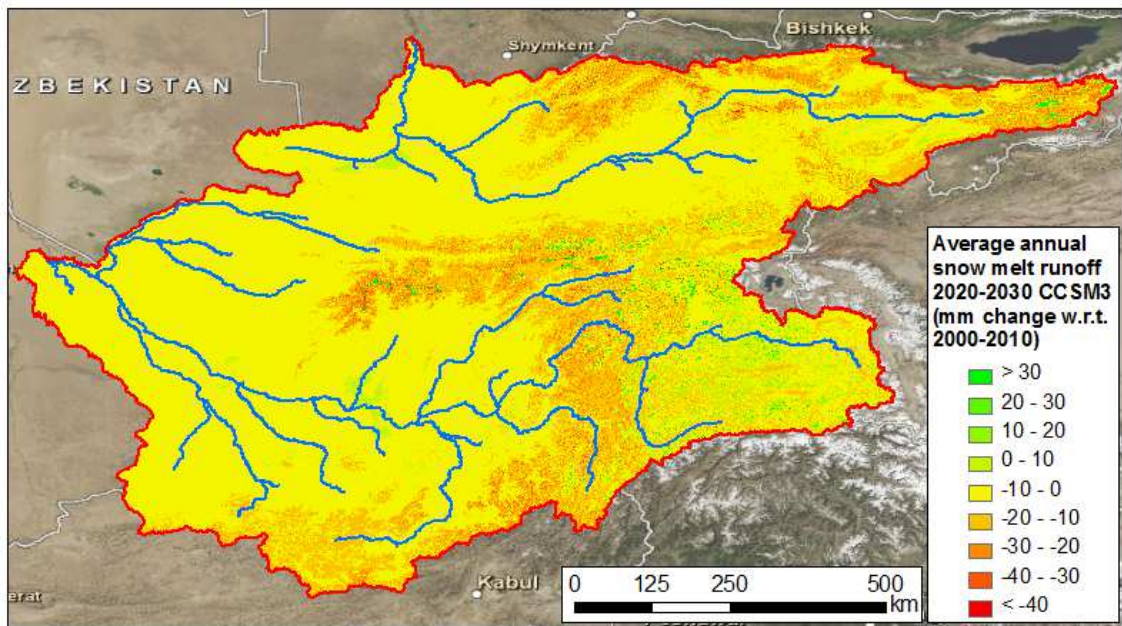 Bishkek
Shymkent
ZBEKISTAN
Average annual
snow melt runoff
2020-2030 CCSM3
(mm change w.r.t.
2000-2010)
> 30
20 - 30
10 - 20
0 - 10
-10 - 0
-20 - -10
-30 - -20
-40 - -30
< -40
Kabul
erat
0 125 250 500
km